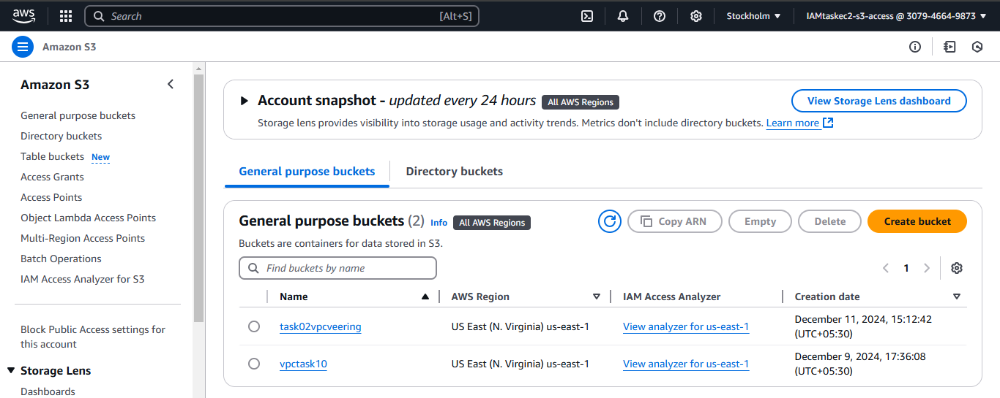 aws
Search [Alt+S]
Stockholm
IAMtaskec2-s3-access @ 3079-4664-9873
Amazon S3
Amazon S3
General purpose buckets
Directory buckets
Table buckets New
Access Grants
Access Points
Object Lambda Access Points
Multi-Region Access Points
Batch Operations
IAM Access Analyzer for S3
Block Public Access settings for
this account
Storage Lens
Dashboards
Account snapshot - updated every 24 hours All AWS Regions
View Storage Lens dashboard
Storage lens provides visibility into storage usage and activity trends. Metrics don't include directory buckets. Learn more
General purpose buckets Directory buckets
General purpose buckets (2) Info All AWS Regions
Copy ARN Empty Delete Create bucket
Buckets are containers for data stored in S3.
Find buckets by name
1
Name AWS Region IAM Access Analyzer Creation date
task02vpcveering US East (N. Virginia) us-east-1 View analyzer for us-east-1 December 11, 2024, 15:12:42
(UTC+05:30)
vpctask10 US East (N. Virginia) us-east-1 View analyzer for us-east-1 December 9, 2024, 17:36:08
(UTC+05:30)